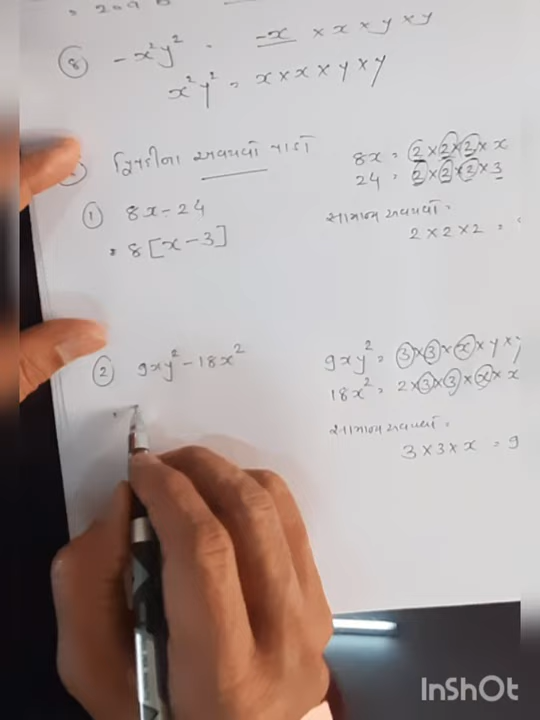 = 2098
⑧ - x²y² = -x × x × y × y
x²y² = x × x × y × y
દ્વિપદીના અવયવો પાડો
① 8x - 24
= 8[x - 3]
8x = 2 × 2 × 2 × x
24 = 2 × 2 × 2 × 3
સામાન્ય અવયવો =
2 × 2 × 2 =
② 9xy² - 18x²
=
9xy² = 3 × 3 × x × y × y
18x² = 2 × 3 × 3 × x × x
સામાન્ય અવયવો =
3 × 3 × x = 9
InShOt